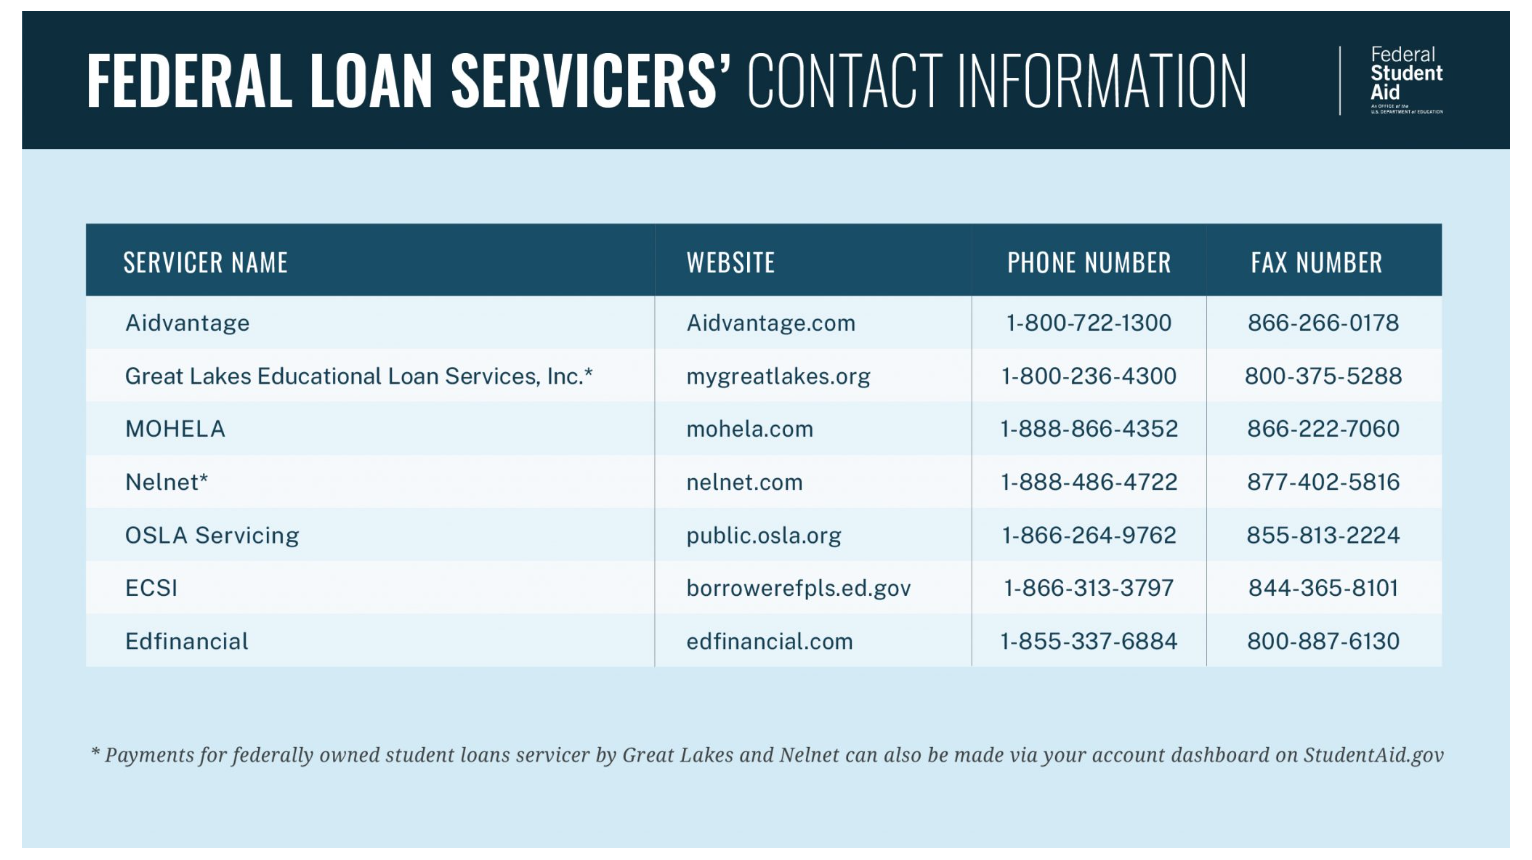 FEDERAL LOAN SERVICERS’ CONTACT INFORMATION
Federal
Student
Aid
An OFFICE of the
U.S. DEPARTMENT of EDUCATION
SERVICER NAME WEBSITE PHONE NUMBER FAX NUMBER
Aidvantage Aidvantage.com 1-800-722-1300 866-266-0178
Great Lakes Educational Loan Services, Inc.* mygreatlakes.org 1-800-236-4300 800-375-5288
MOHELA mohela.com 1-888-866-4352 866-222-7060
Nelnet* nelnet.com 1-888-486-4722 877-402-5816
OSLA Servicing public.osla.org 1-866-264-9762 855-813-2224
ECSI borrowerefpls.ed.gov 1-866-313-3797 844-365-8101
Edfinancial edfinancial.com 1-855-337-6884 800-887-6130
* Payments for federally owned student loans servicer by Great Lakes and Nelnet can also be made via your account dashboard on StudentAid.gov